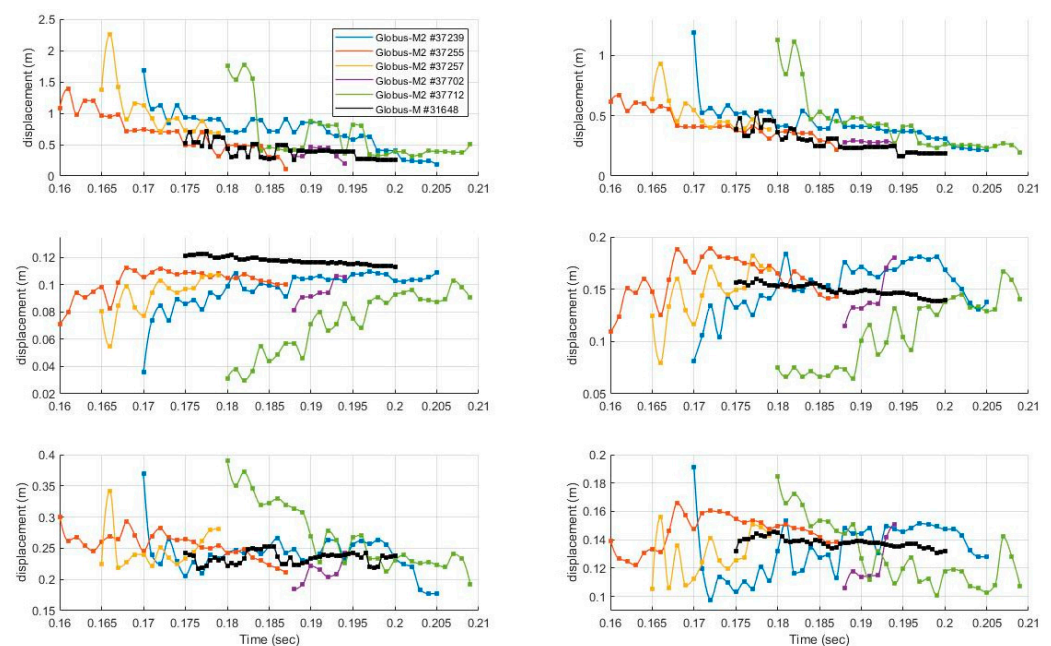 2.5
2
1.5
1
0.5
0
displacement (m)
Globus-M2 #37239
Globus-M2 #37255
Globus-M2 #37257
Globus-M2 #37702
Globus-M2 #37712
Globus-M #31648
0.16 0.165 0.17 0.175 0.18 0.185 0.19 0.195 0.2 0.205 0.21
1
0.5
0
displacement (m)
0.16 0.165 0.17 0.175 0.18 0.185 0.19 0.195 0.2 0.205 0.21
0.12
0.1
0.08
0.06
0.04
0.02
displacement (m)
0.16 0.165 0.17 0.175 0.18 0.185 0.19 0.195 0.2 0.205 0.21
0.2
0.15
0.1
0.05
displacement (m)
0.16 0.165 0.17 0.175 0.18 0.185 0.19 0.195 0.2 0.205 0.21
0.4
0.35
0.3
0.25
0.2
0.15
displacement (m)
0.16 0.165 0.17 0.175 0.18 0.185 0.19 0.195 0.2 0.205 0.21
Time (sec)
0.2
0.18
0.16
0.14
0.12
0.1
displacement (m)
0.16 0.165 0.17 0.175 0.18 0.185 0.19 0.195 0.2 0.205 0.21
Time (sec)